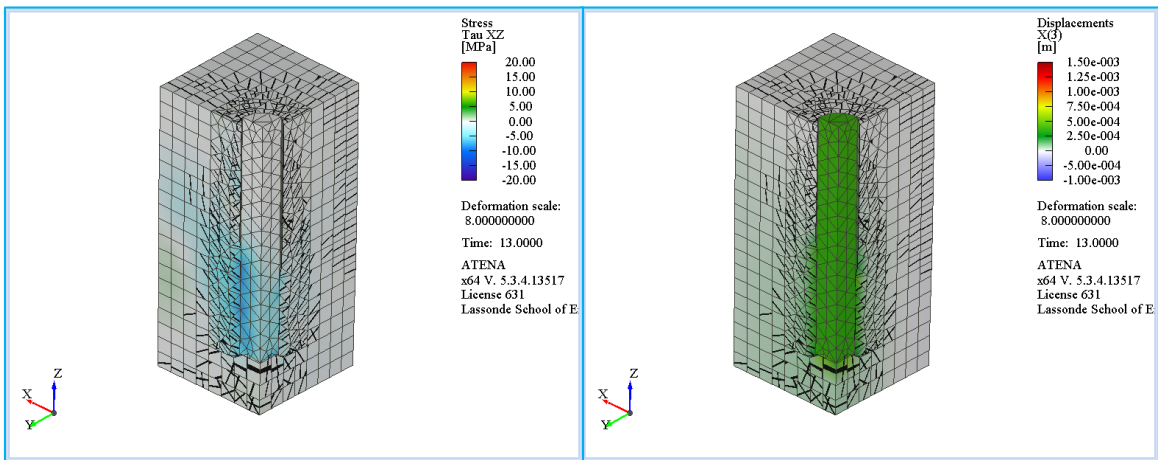 Stress
Tau XZ
[MPa]
20.00
15.00
10.00
5.00
0.00
-5.00
-10.00
-15.00
-20.00
Deformation scale:
8.000000000
Time: 13.0000
ATENA
x64 V. 5.3.4.13517
License 631
Lassonde School of E
X
Y
Z
Displacements
X(3)
[m]
1.50e-003
1.25e-003
1.00e-003
7.50e-004
5.00e-004
2.50e-004
0.00
-5.00e-004
-1.00e-003
Deformation scale:
8.000000000
Time: 13.0000
ATENA
x64 V. 5.3.4.13517
License 631
Lassonde School of E
X
Y
Z